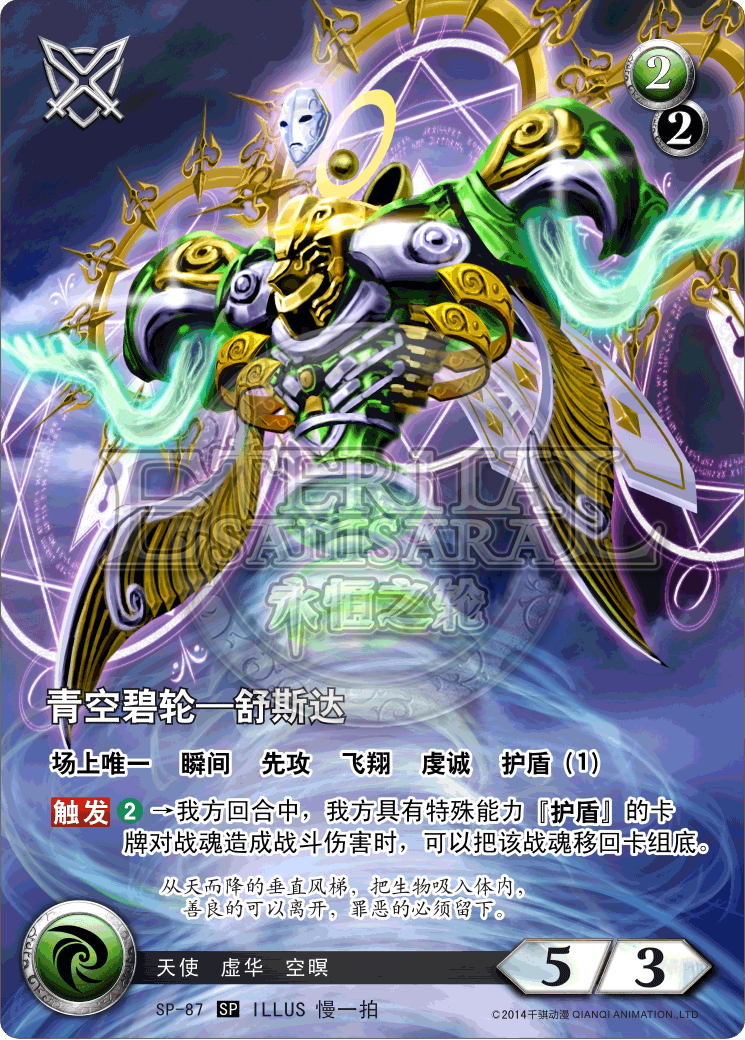 2
2
ETERNAL
SAMSARA
永恒之轮
青空碧轮—舒斯达
场上唯一 瞬间 先攻 飞翔 虔诚 护盾(1)
触发 2 →我方回合中，我方具有特殊能力『护盾』的卡
牌对战魂造成战斗伤害时，可以把该战魂移回卡组底。
从天而降的垂直风梯，把生物吸入体内，
善良的可以离开，罪恶的必须留下。
天使 虚华 空暝
5 3
SP-87 SP ILLUS 慢一拍
©2014千骐动漫 QIANQI ANIMATION.,LTD